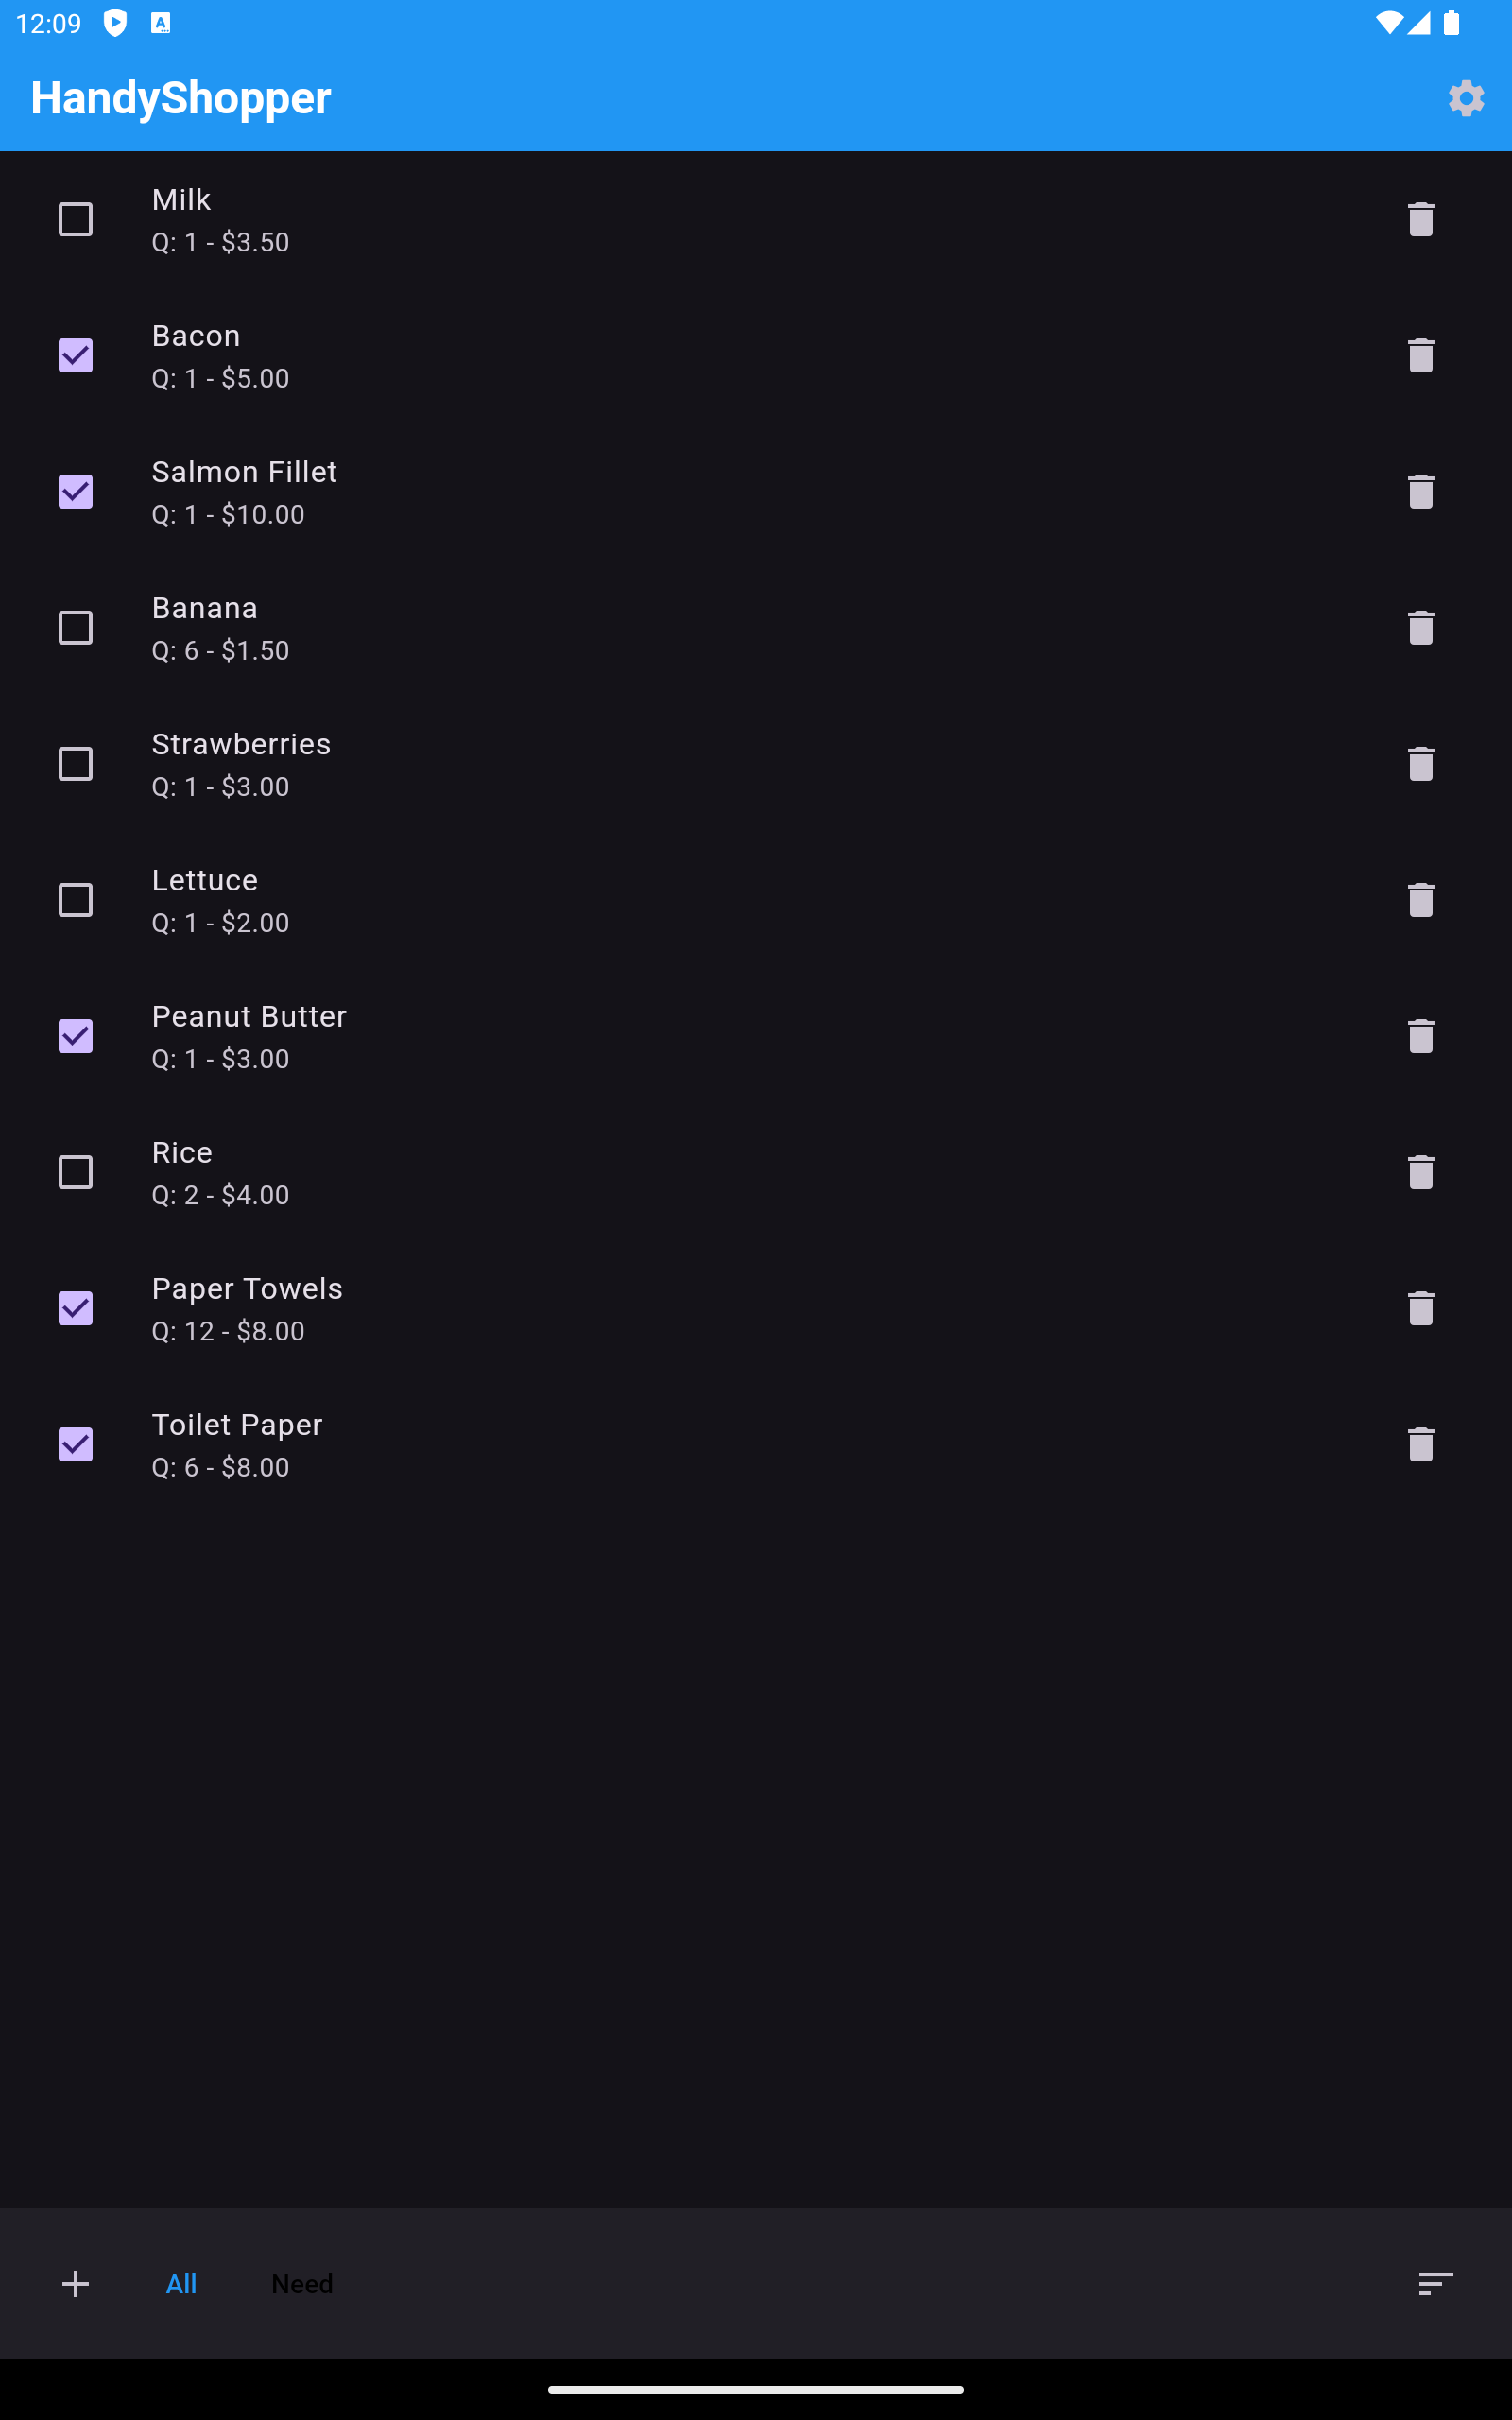 12:09
HandyShopper
Milk
Q: 1 - $3.50
Bacon
Q: 1 - $5.00
Salmon Fillet
Q: 1 - $10.00
Banana
Q: 6 - $1.50
Strawberries
Q: 1 - $3.00
Lettuce
Q: 1 - $2.00
Peanut Butter
Q: 1 - $3.00
Rice
Q: 2 - $4.00
Paper Towels
Q: 12 - $8.00
Toilet Paper
Q: 6 - $8.00
All Need